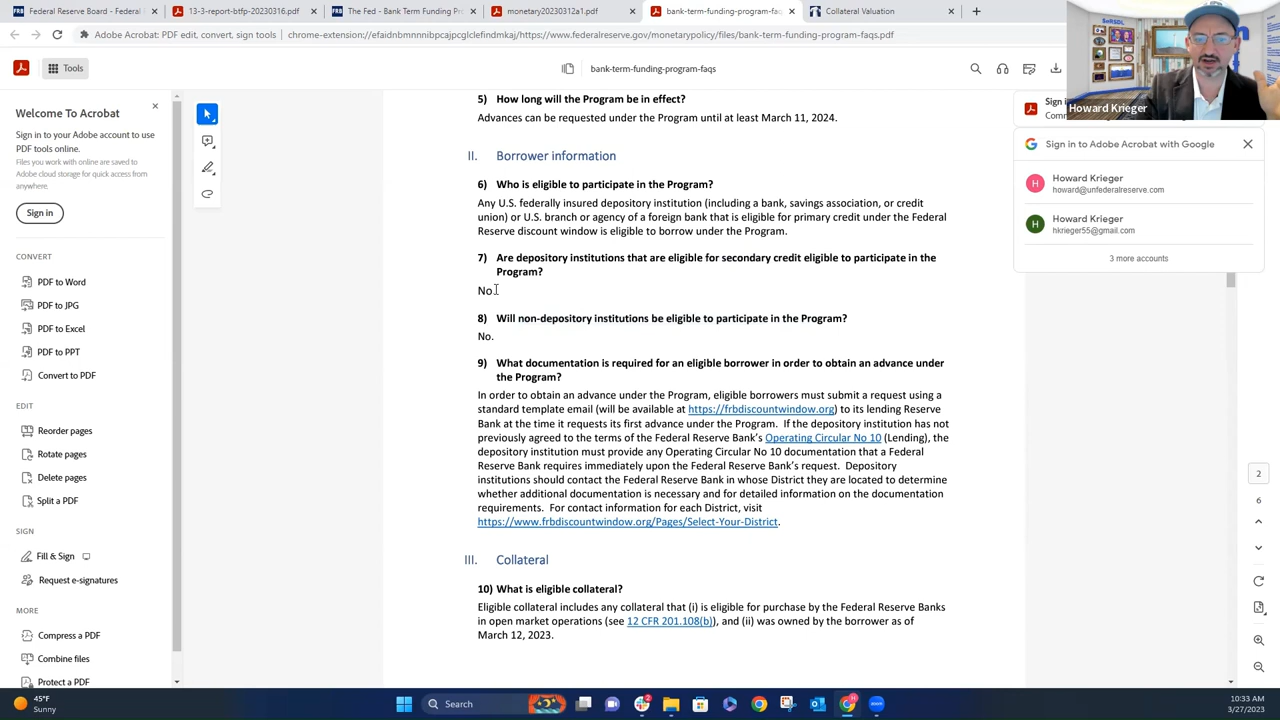 Federal Reserve Board - Federal R
13-3-report-btfp-20230316.pdf
The Fed - Bank Term Funding Pro
monetary20230312a1.pdf
bank-term-funding-program-faqs
Collateral Valuation
Adobe Acrobat: PDF edit, convert, sign tools
chrome-extension://efaidnbmnnnibpcajpcglclefindmkaj/https://www.federalreserve.gov/monetarypolicy/files/bank-term-funding-program-faqs.pdf
SoRSDL
Howard Krieger
Tools
bank-term-funding-program-faqs
Welcome To Acrobat
Sign in to your Adobe account to use
PDF tools online.
Files you work with online are saved to
Adobe cloud storage for quick access from
anywhere.
Sign in
CONVERT
PDF to Word
PDF to JPG
PDF to Excel
PDF to PPT
Convert to PDF
EDIT
Reorder pages
Rotate pages
Delete pages
Split a PDF
SIGN
Fill & Sign
Request e-signatures
MORE
Compress a PDF
Combine files
Protect a PDF
5) How long will the Program be in effect?
Advances can be requested under the Program until at least March 11, 2024.
II. Borrower information
6) Who is eligible to participate in the Program?
Any U.S. federally insured depository institution (including a bank, savings association, or credit
union) or U.S. branch or agency of a foreign bank that is eligible for primary credit under the Federal
Reserve discount window is eligible to borrow under the Program.
7) Are depository institutions that are eligible for secondary credit eligible to participate in the
Program?
No.
8) Will non-depository institutions be eligible to participate in the Program?
No.
9) What documentation is required for an eligible borrower in order to obtain an advance under
the Program?
In order to obtain an advance under the Program, eligible borrowers must submit a request using a
standard template email (will be available at https://frbdiscountwindow.org) to its lending Reserve
Bank at the time it requests its first advance under the Program. If the depository institution has not
previously agreed to the terms of the Federal Reserve Bank's Operating Circular No 10 (Lending), the
depository institution must provide any Operating Circular No 10 documentation that a Federal
Reserve Bank requires immediately upon the Federal Reserve Bank's request. Depository
institutions should contact the Federal Reserve Bank in whose District they are located to determine
whether additional documentation is necessary and for detailed information on the documentation
requirements. For contact information for each District, visit
https://www.frbdiscountwindow.org/Pages/Select-Your-District.
III. Collateral
10) What is eligible collateral?
Eligible collateral includes any collateral that (i) is eligible for purchase by the Federal Reserve Banks
in open market operations (see 12 CFR 201.108(b)), and (ii) was owned by the borrower as of
March 12, 2023.
Sign i
Comm
Sign in to Adobe Acrobat with Google
H
Howard Krieger
howard@unfederalreserve.com
H
Howard Krieger
hkrieger55@gmail.com
3 more accounts
2
6
45°F
Sunny
Search
10:33 AM
3/27/2023